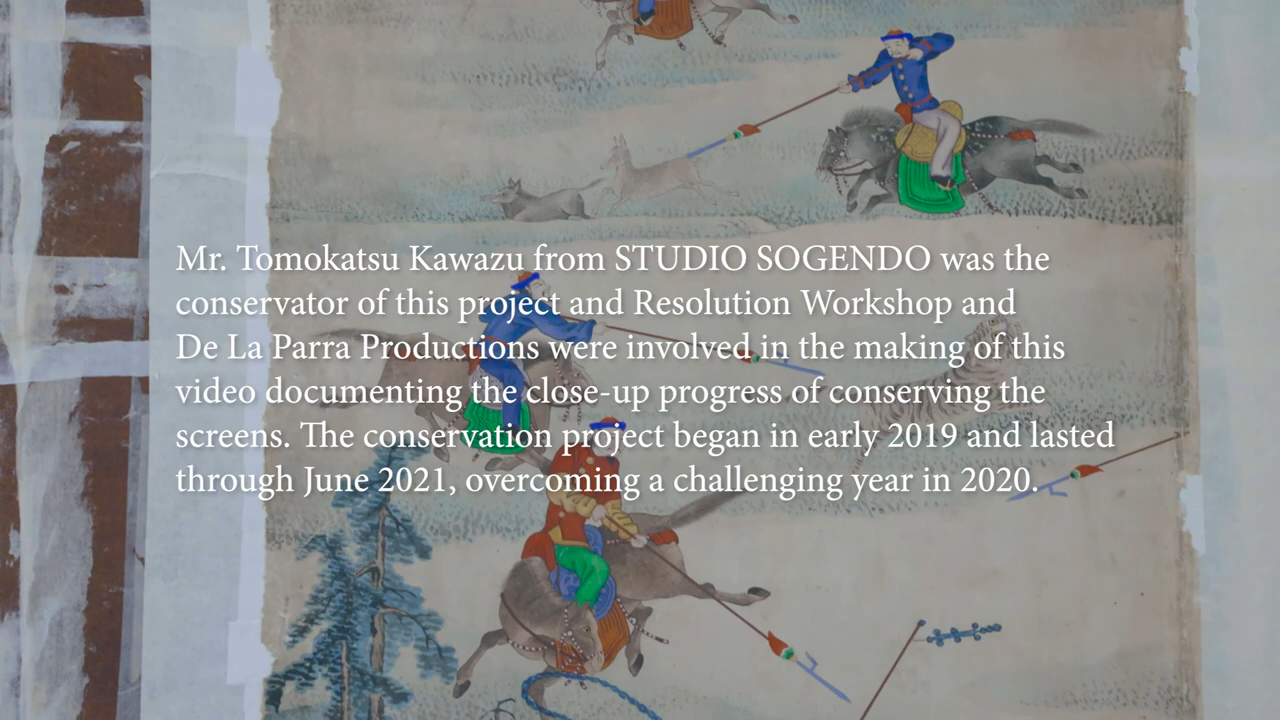 Mr. Tomokatsu Kawazu from STUDIO SOGENDO was the
conservator of this project and Resolution Workshop and
De La Parra Productions were involved in the making of this
video documenting the close-up progress of conserving the
screens. The conservation project began in early 2019 and lasted
through June 2021, overcoming a challenging year in 2020.